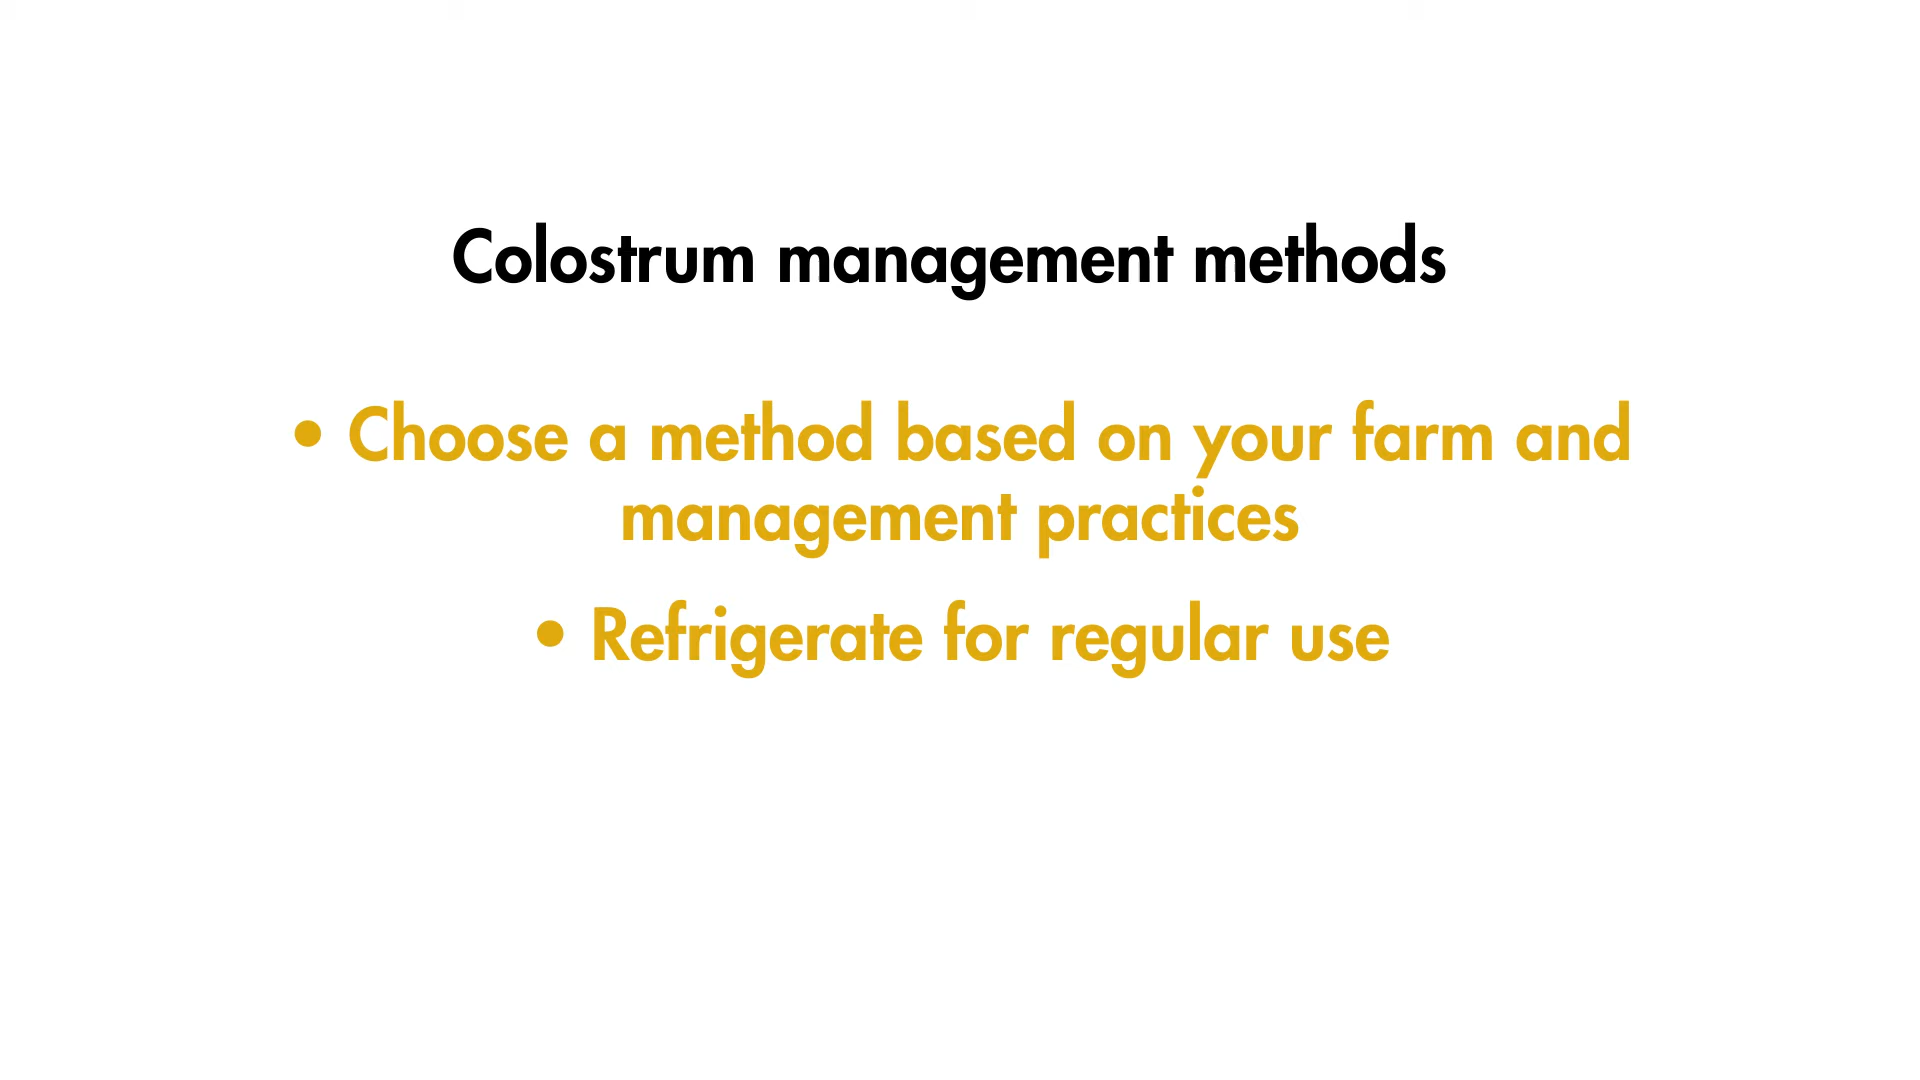 Colostrum management methods
• Choose a method based on your farm and
management practices
• Refrigerate for regular use